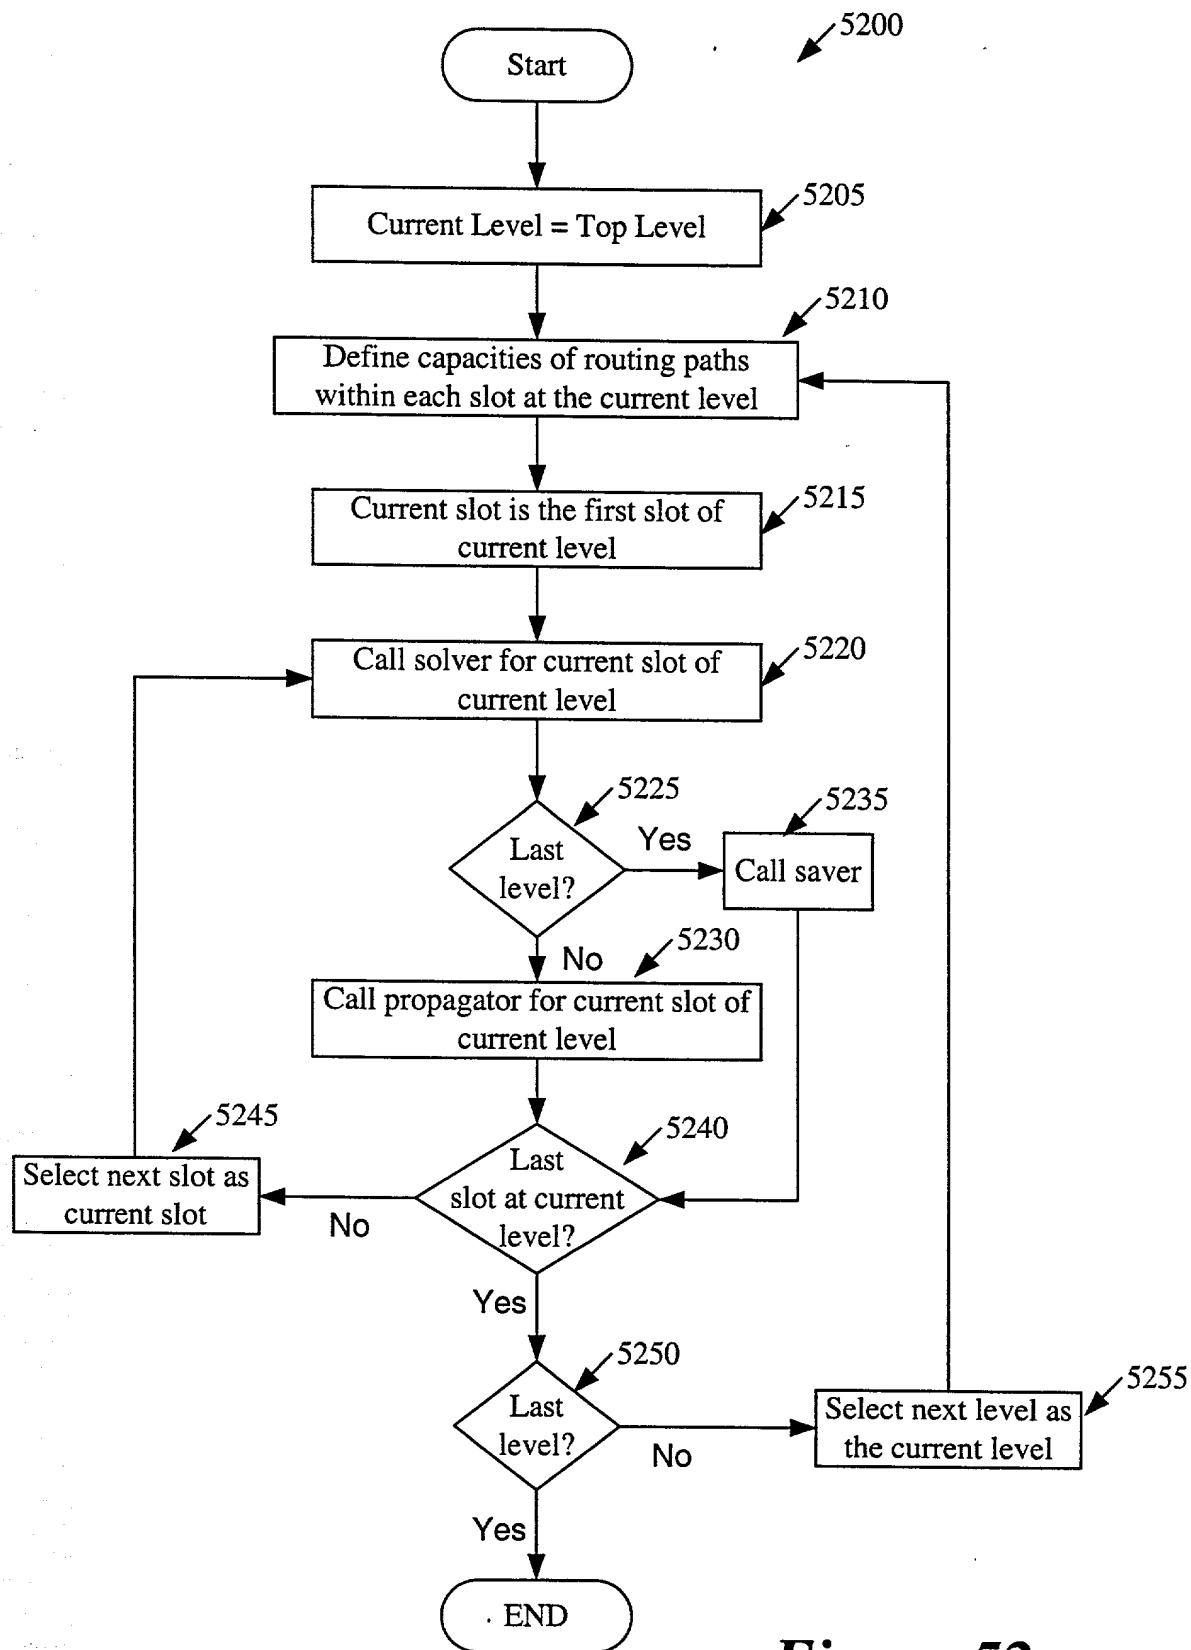 5200
Start
5205
Current Level = Top Level
5210
Define capacities of routing paths
within each slot at the current level
5215
Current slot is the first slot of
current level
5220
Call solver for current slot of
current level
5225
Last
level?
Yes
5235
Call saver
No
5230
Call propagator for current slot of
current level
5245
Select next slot as
current slot
No
5240
Last
slot at current
level?
Yes
5250
Last
level?
No
5255
Select next level as
the current level
Yes
END